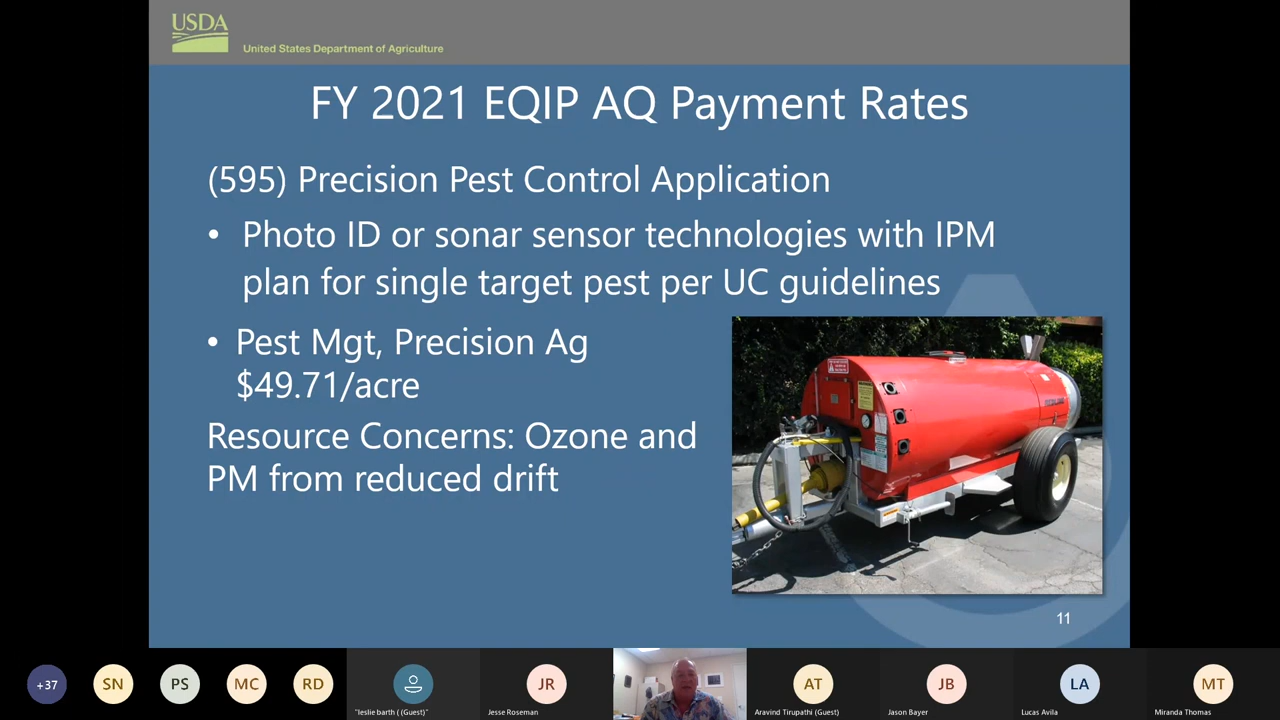 USDA
United States Department of Agriculture
FY 2021 EQIP AQ Payment Rates
(595) Precision Pest Control Application
• Photo ID or sonar sensor technologies with IPM
plan for single target pest per UC guidelines
• Pest Mgt, Precision Ag
$49.71/acre
Resource Concerns: Ozone and
PM from reduced drift
11
+37
SN
PS
MC
RD
"leslie barth ( (Guest)"
JR
Jesse Roseman
AT
Aravind Tirupathi (Guest)
JB
Jason Bayer
LA
Lucas Avila
MT
Miranda Thomas